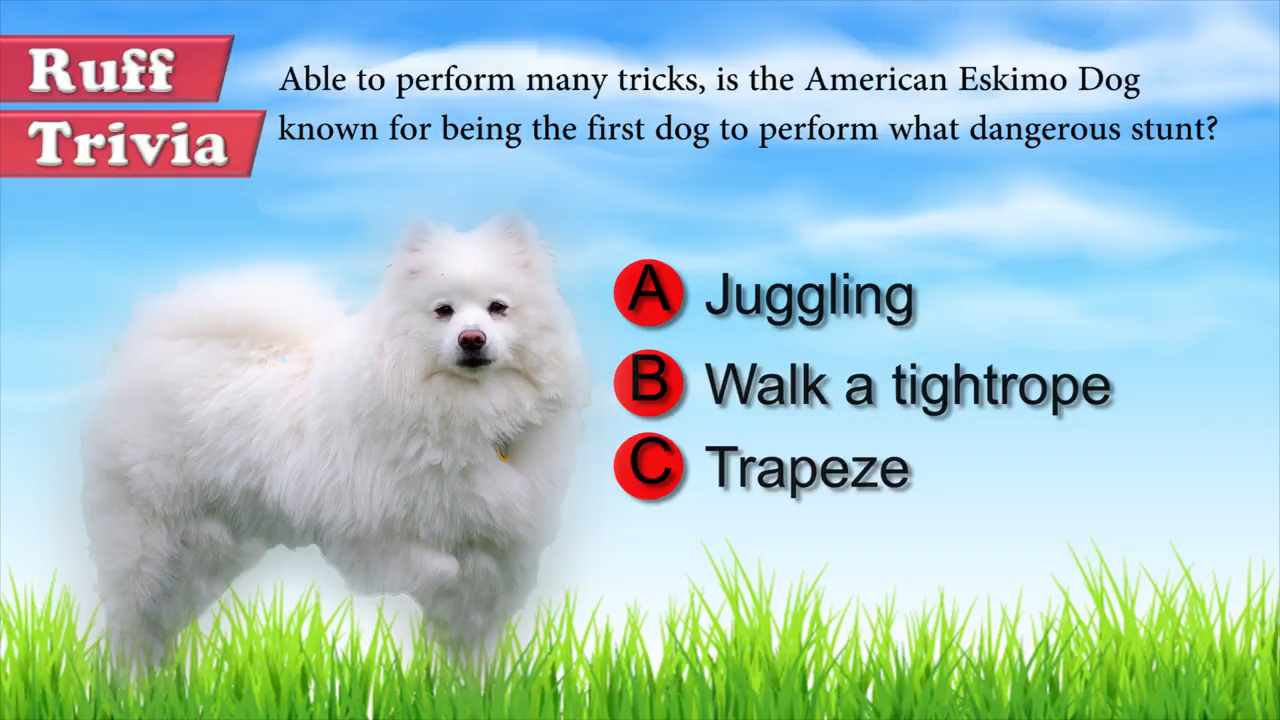 Ruff
Trivia
Able to perform many tricks, is the American Eskimo Dog
known for being the first dog to perform what dangerous stunt?
A Juggling
B Walk a tightrope
C Trapeze